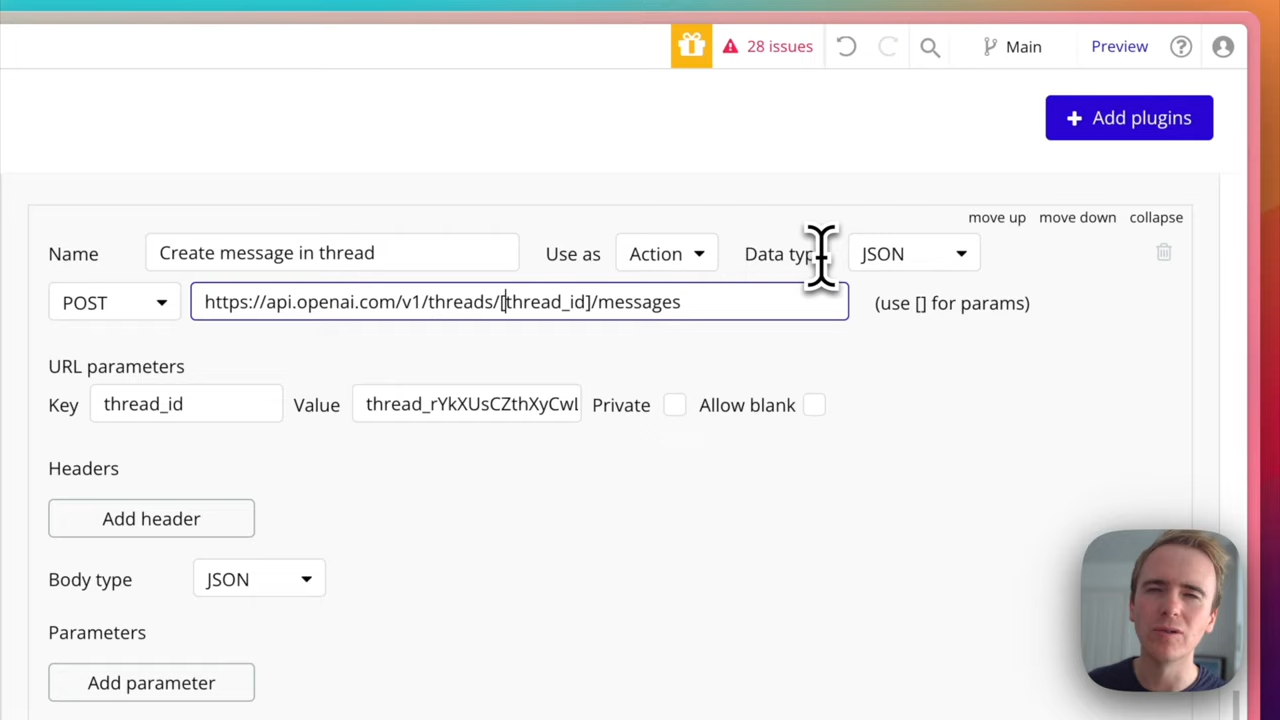 28 issues
Main
Preview
Add plugins
move up move down collapse
Name Create message in thread Use as Action Data type JSON
POST https://api.openai.com/v1/threads/[thread_id]/messages (use [] for params)
URL parameters
Key thread_id Value thread_rYkXUsCZthXyCwl Private Allow blank
Headers
Add header
Body type JSON
Parameters
Add parameter